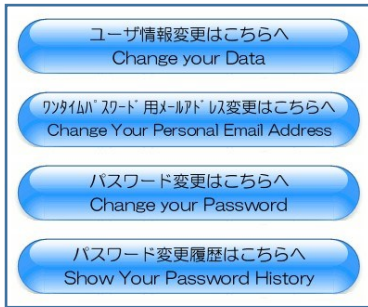 ユーザ情報変更はこちらへ
Change your Data
ﾜﾝﾀｲﾑﾊﾟｽﾜｰﾄﾞ用ﾒｰﾙｱﾄﾞﾚｽ変更はこちらへ
Change Your Personal Email Address
パスワード変更はこちらへ
Change your Password
パスワード変更履歴はこちらへ
Show Your Password History